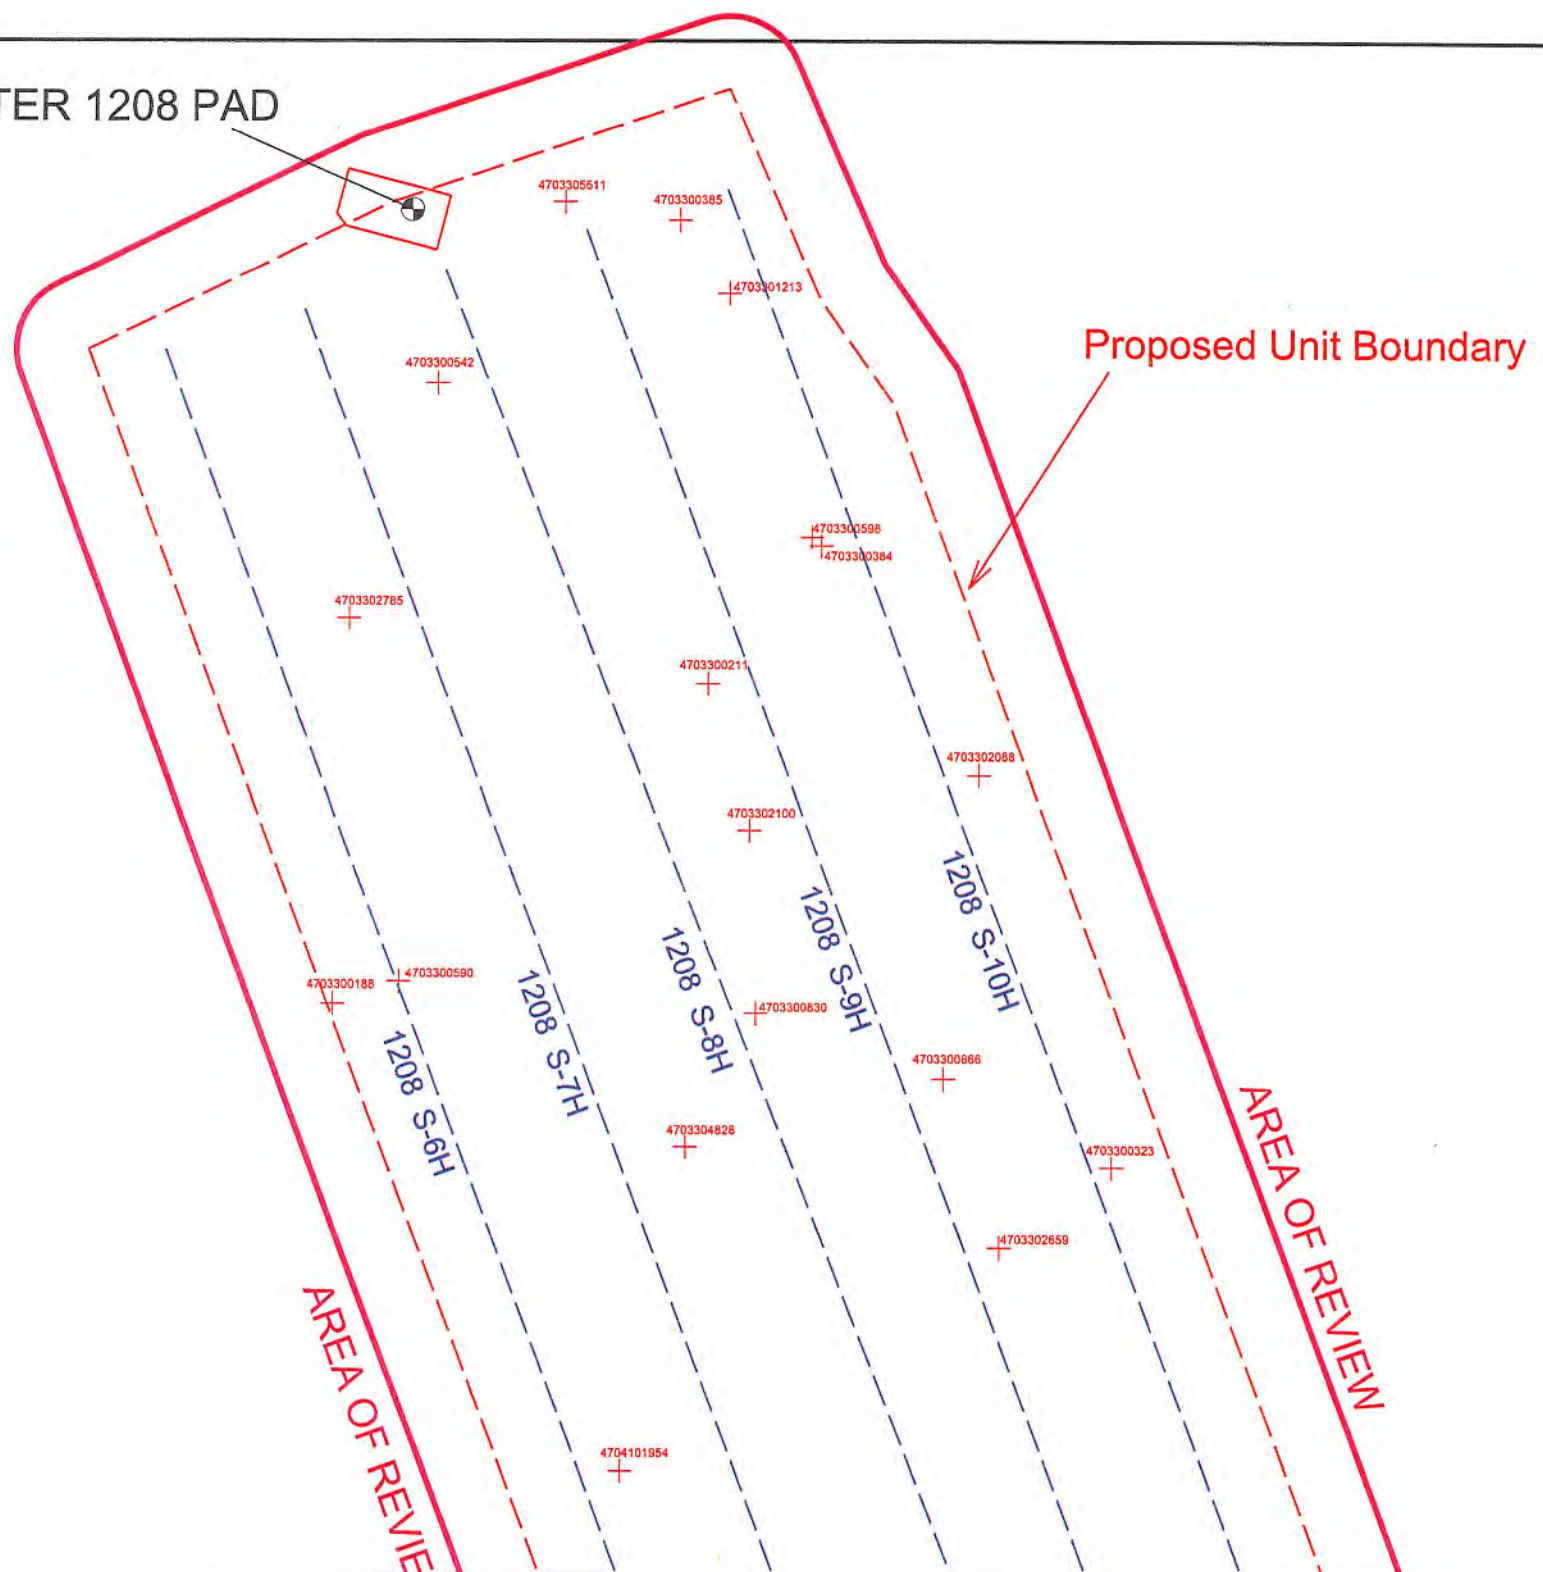 TER 1208 PAD
4703305611
4703300385
4703301213
Proposed Unit Boundary
4703300542
4703300598
4703300384
4703302785
4703300211
4703302088
4703302100
1208 S-10H
1208 S-9H
1208 S-8H
1208 S-7H
1208 S-6H
4703300590
4703300188
4703300830
4703300866
4703304828
4703300323
4703302659
AREA OF REVIEW
AREA OF REVIE
4704101954